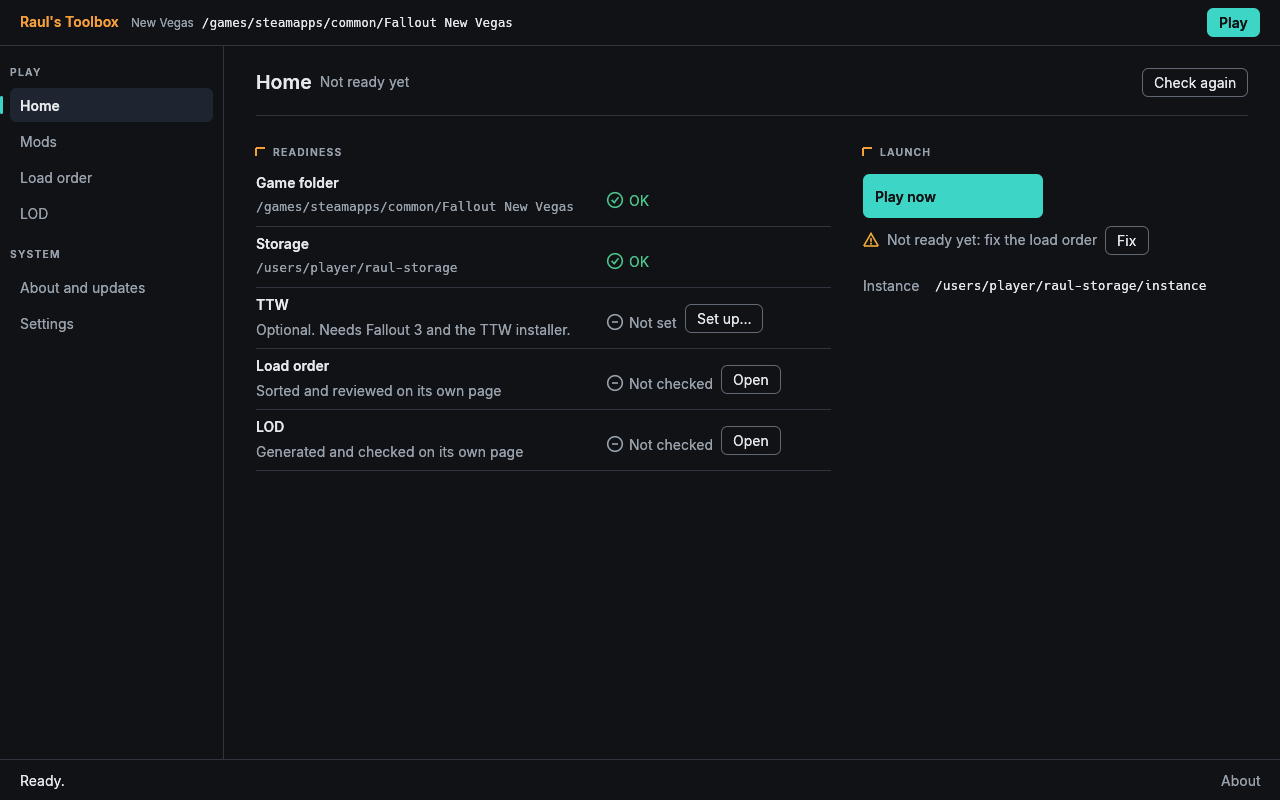 Raul's Toolbox New Vegas /games/steamapps/common/Fallout New Vegas Play
PLAY
Home
Mods
Load order
LOD
SYSTEM
About and updates
Settings
Home Not ready yet Check again
READINESS
Game folder
/games/steamapps/common/Fallout New Vegas OK
Storage
/users/player/raul-storage OK
TTW
Optional. Needs Fallout 3 and the TTW installer. Not set Set up...
Load order
Sorted and reviewed on its own page Not checked Open
LOD
Generated and checked on its own page Not checked Open
LAUNCH
Play now
Not ready yet: fix the load order Fix
Instance /users/player/raul-storage/instance
Ready. About